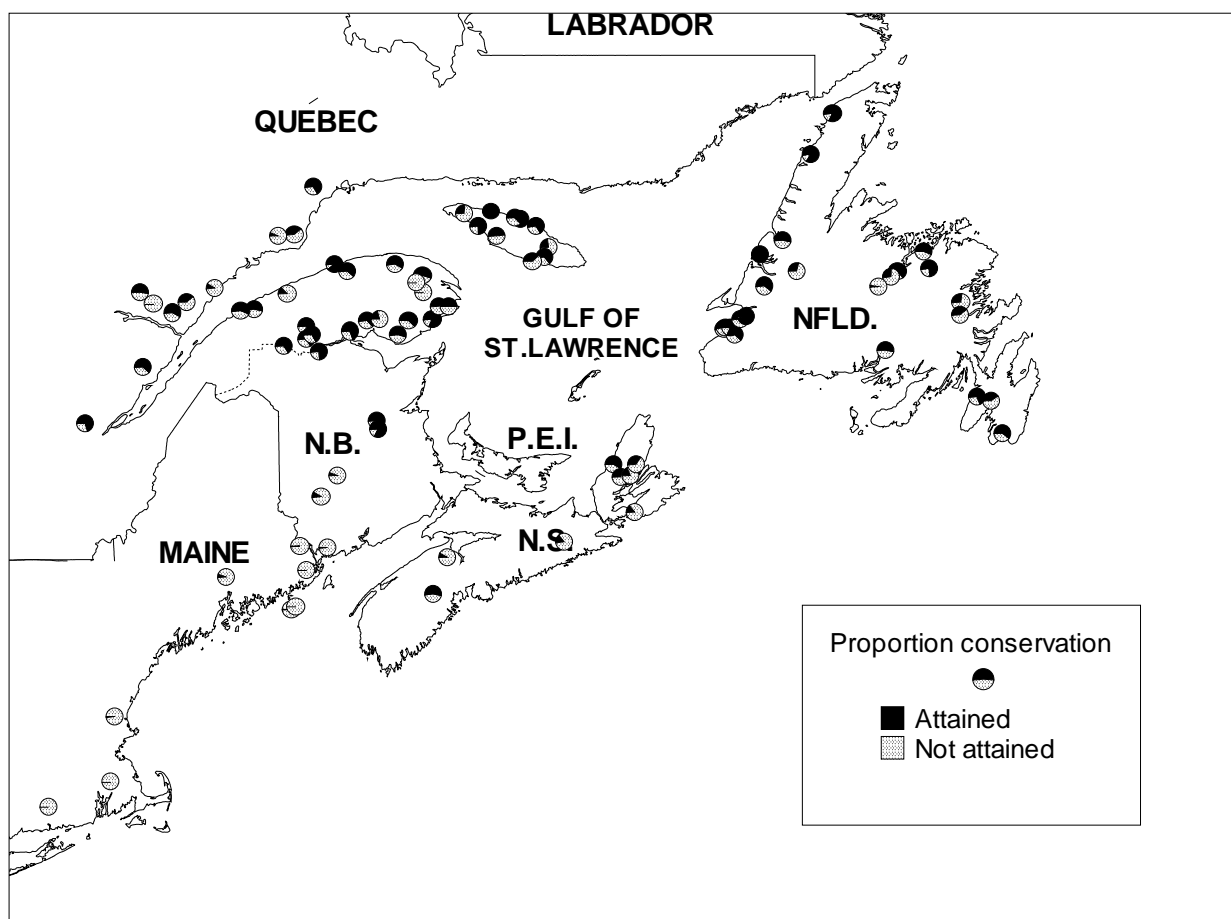 LABRADOR
QUEBEC
GULF OF
ST.LAWRENCE
NFLD.
N.B.
P.E.I.
MAINE
N.S.
Proportion conservation
Attained
Not attained